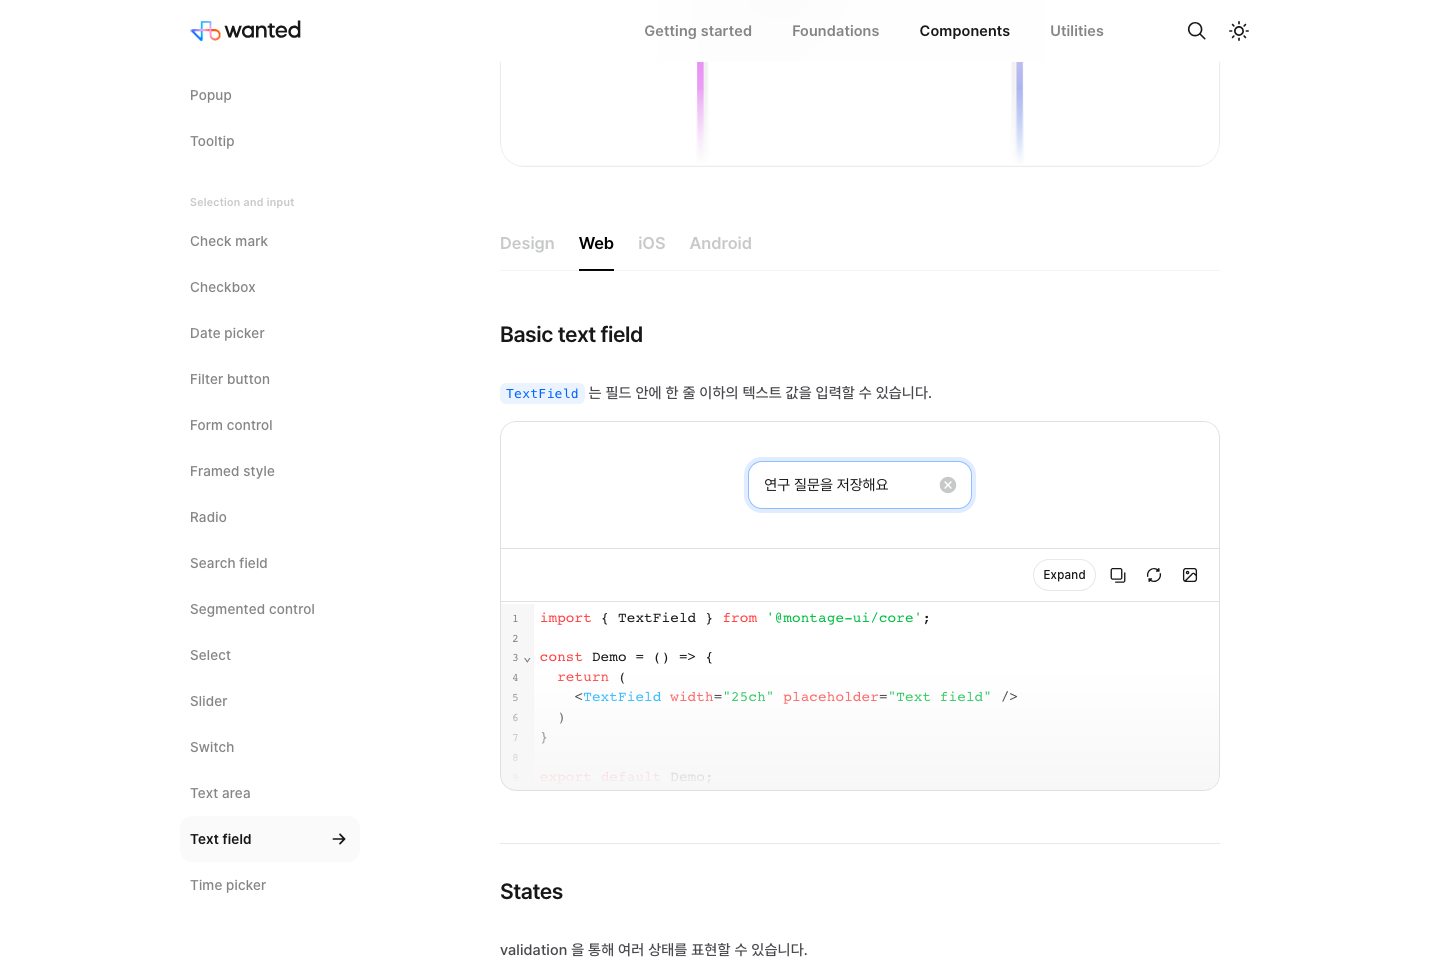 wanted
Getting started
Foundations
Components
Utilities
Popup
Tooltip
Selection and input
Check mark
Checkbox
Date picker
Filter button
Form control
Framed style
Radio
Search field
Segmented control
Select
Slider
Switch
Text area
Text field
Time picker
Design
Web
iOS
Android
Basic text field
TextField 는 필드 안에 한 줄 이하의 텍스트 값을 입력할 수 있습니다.
연구 질문을 저장해요
Expand
1 import { TextField } from '@montage-ui/core';
2
3 const Demo = () => {
4 return (
5 <TextField width="25ch" placeholder="Text field" />
6 )
7 }
8
9 export default Demo;
States
validation 을 통해 여러 상태를 표현할 수 있습니다.